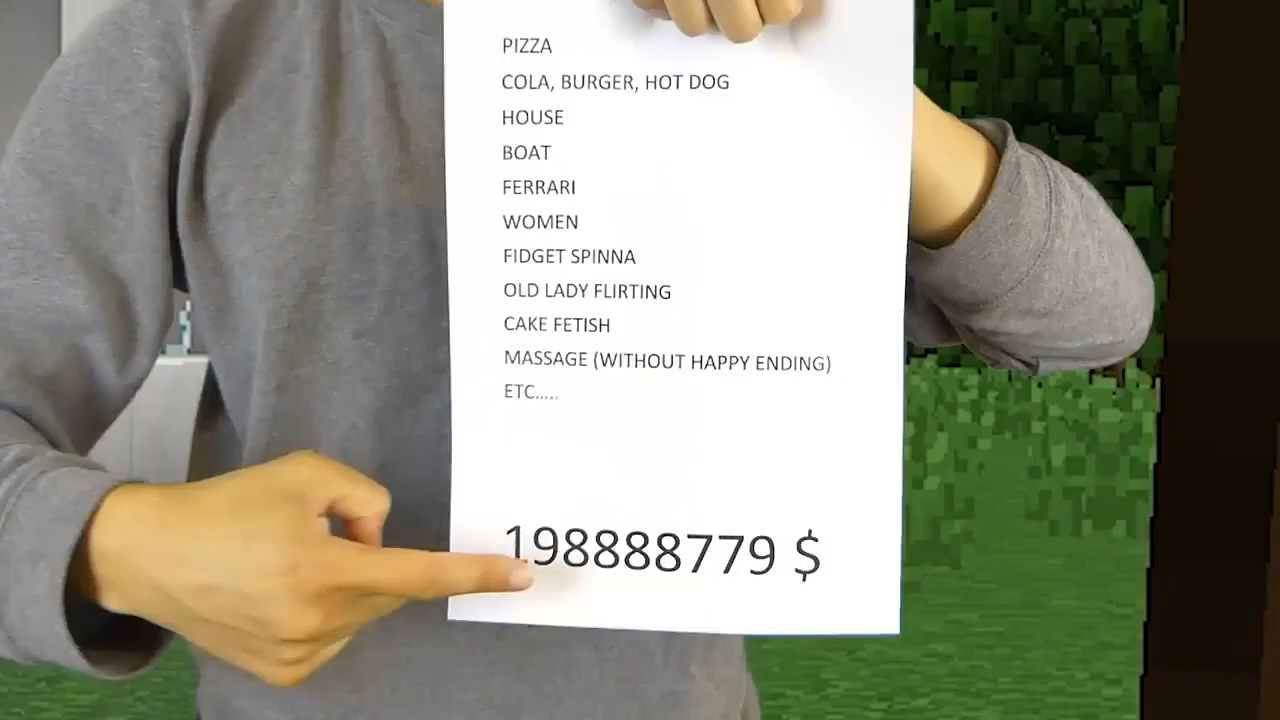 PIZZA
COLA, BURGER, HOT DOG
HOUSE
BOAT
FERRARI
WOMEN
FIDGET SPINNA
OLD LADY FLIRTING
CAKE FETISH
MASSAGE (WITHOUT HAPPY ENDING)
ETC.....
198888779 $